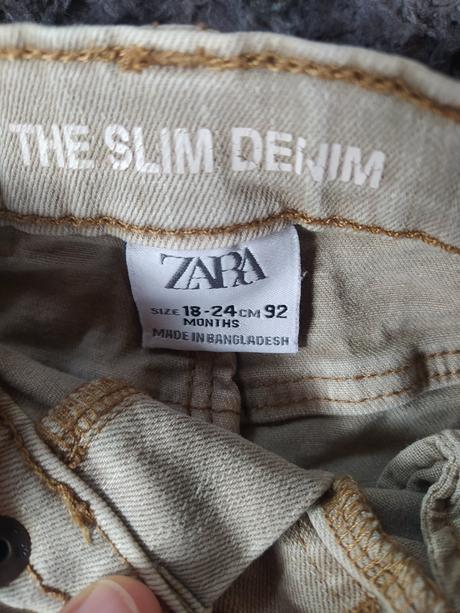 THE SLIM DENIM
ZARA
SIZE 18-24 CM 92
MONTHS
MADE IN BANGLADESH